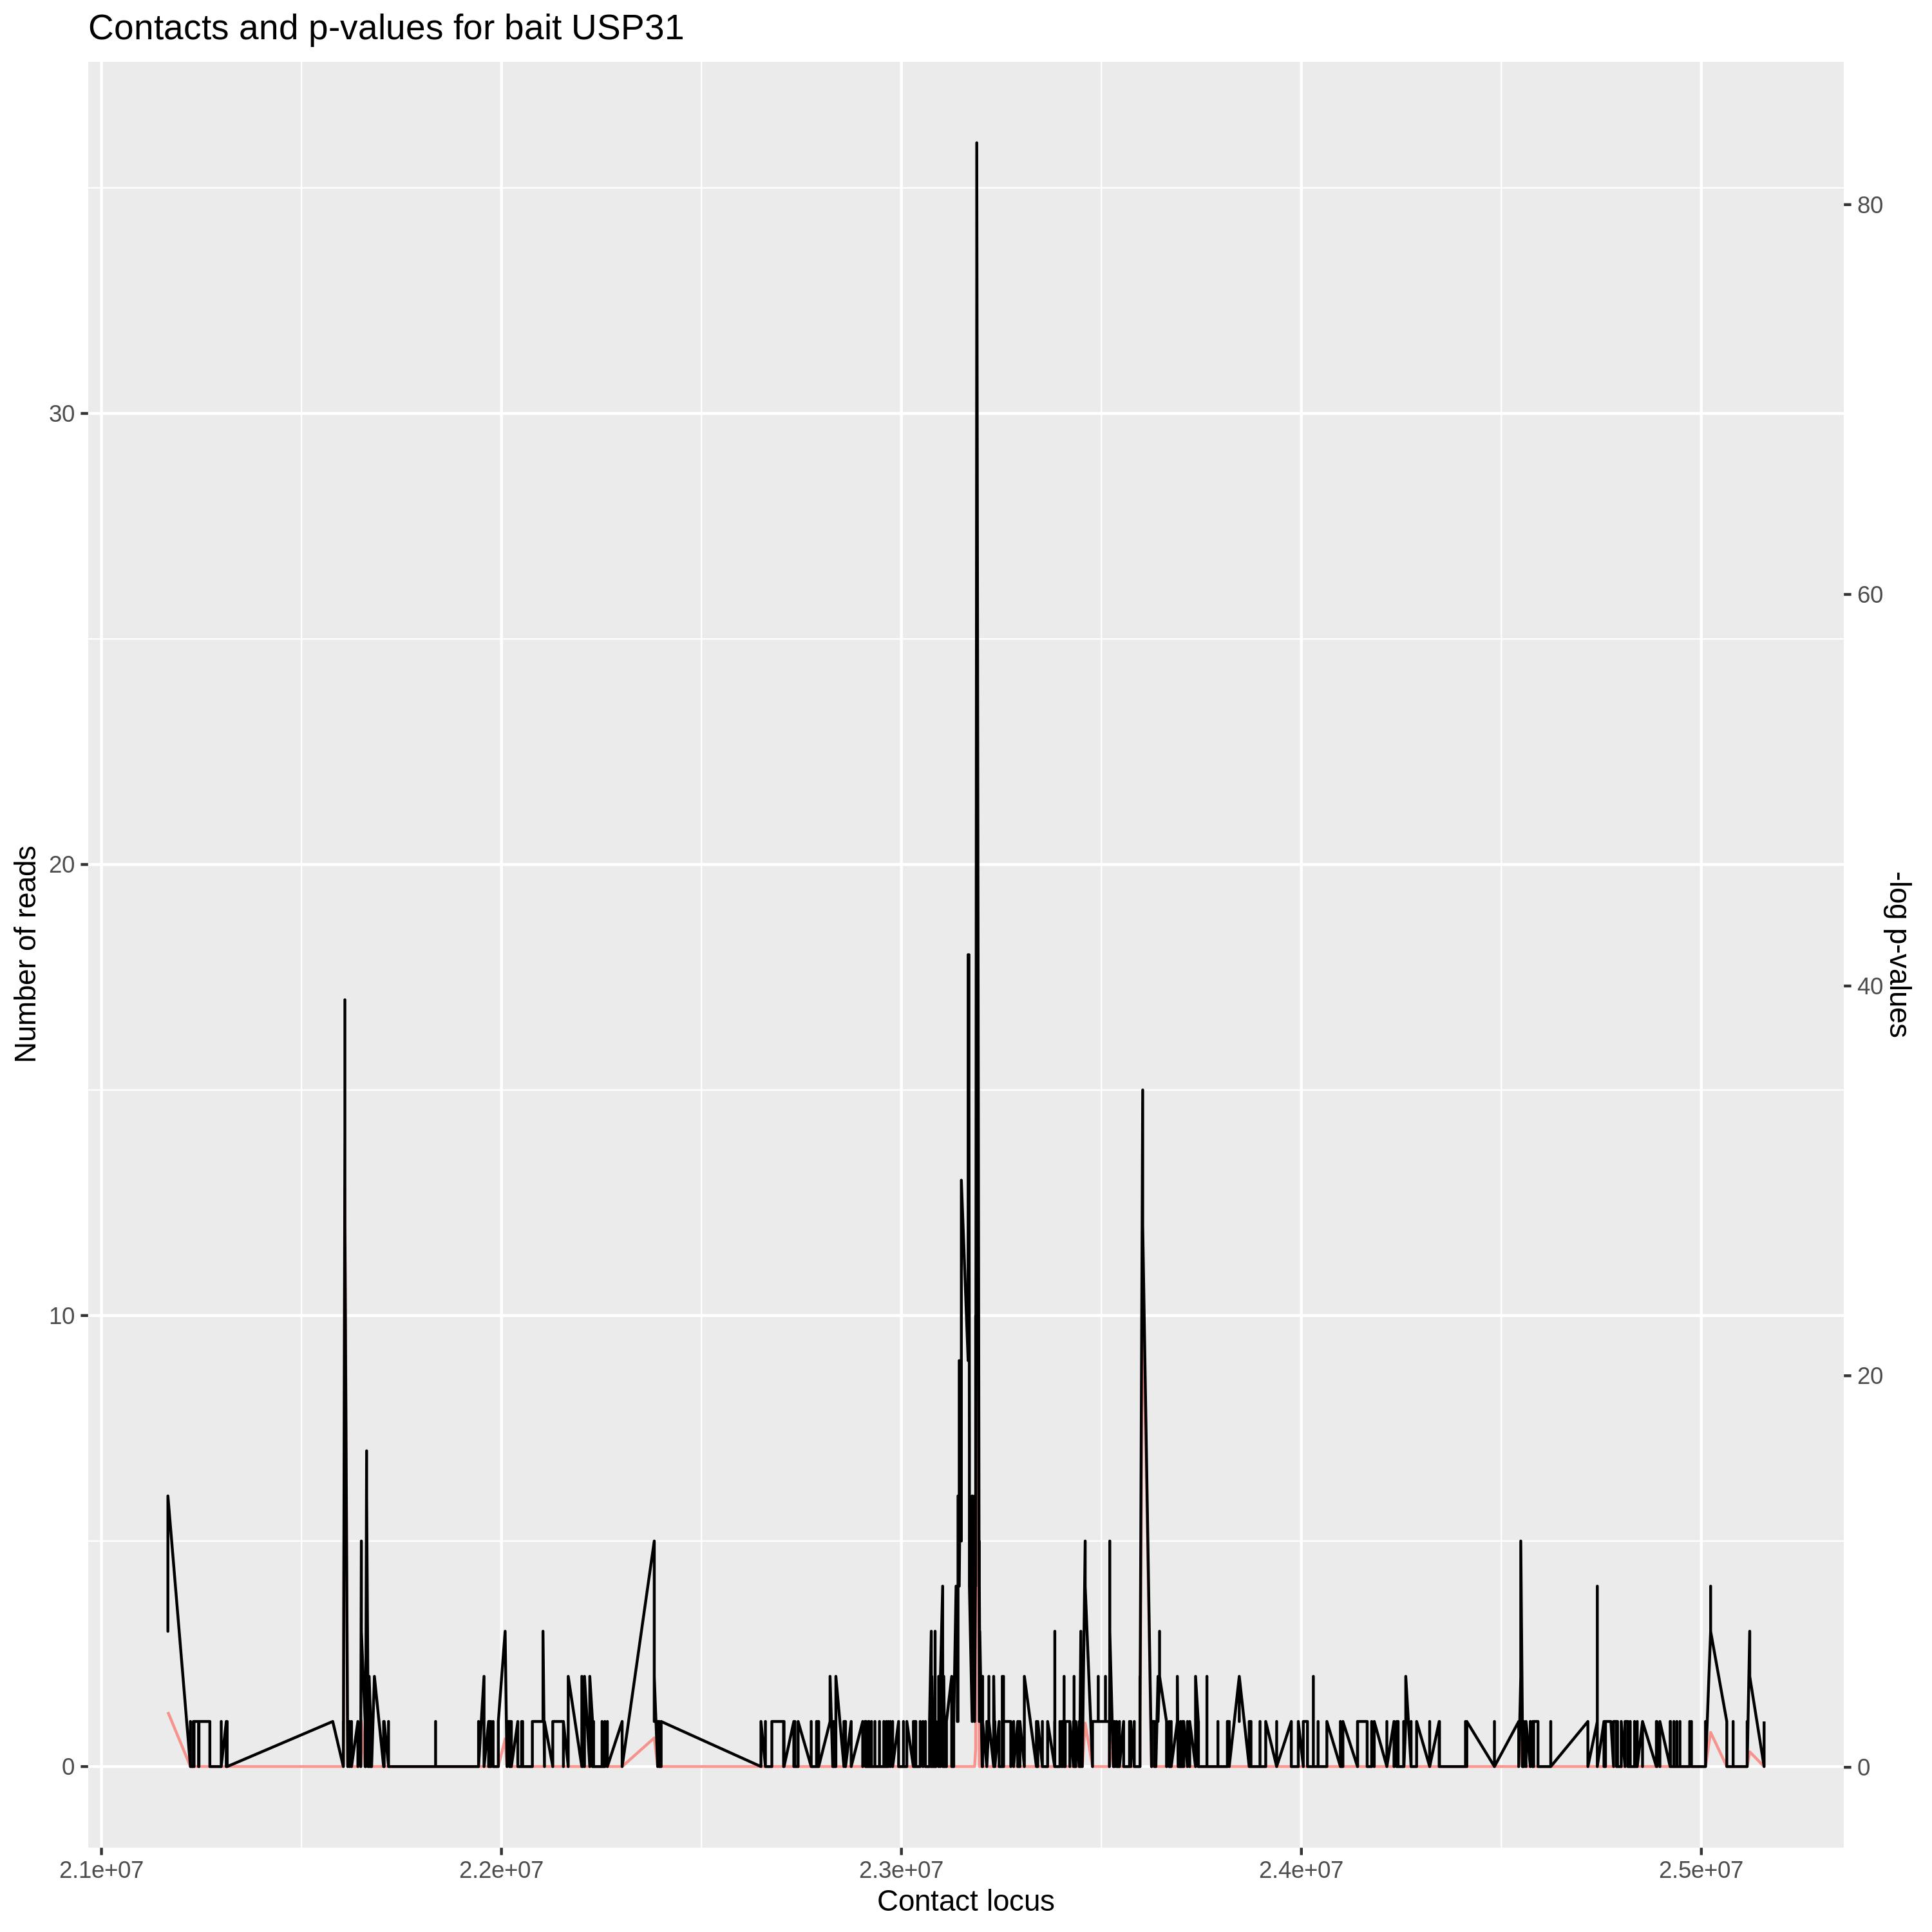 Contacts and p-values for bait USP31
Number of reads
30
20
10
0
80
60
40
20
0
-log p-values
2.1e+07 2.2e+07 2.3e+07 2.4e+07 2.5e+07
Contact locus